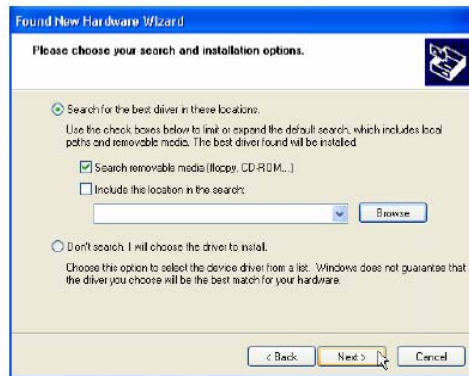 Found New Hardware Wizard
Please choose your search and installation options.
Search for the best driver in these locations.
Use the check boxes below to limit or expand the default search, which includes local
paths and removable media. The best driver found will be installed.
Search removable media (floppy, CD-ROM...)
Include this location in the search:
Browse
Don't search. I will choose the driver to install.
Choose this option to select the device driver from a list. Windows does not guarantee that
the driver you choose will be the best match for your hardware.
< Back
Next >
Cancel